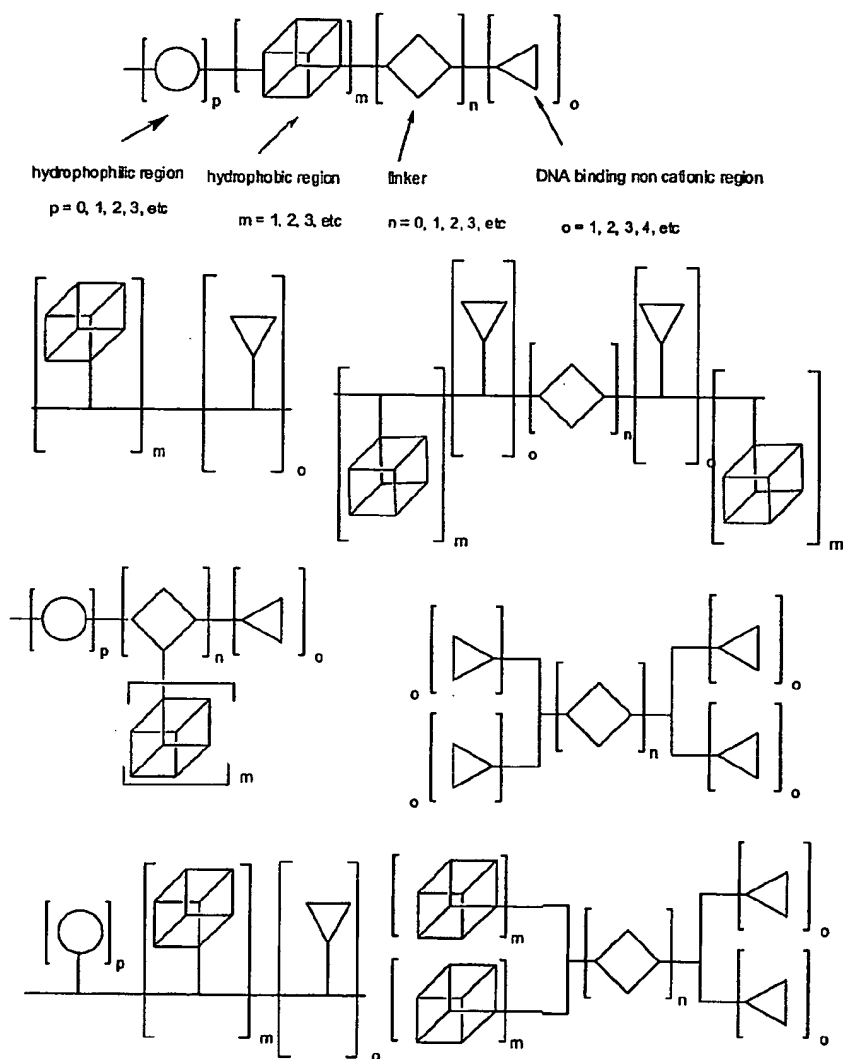 p
m
n
o
hydrophophilic region
hydrophobic region
linker
DNA binding non cationic region
p = 0, 1, 2, 3, etc
m = 1, 2, 3, etc
n = 0, 1, 2, 3, etc
o = 1, 2, 3, 4, etc
m
o
m
o
n
o
m
p
n
o
m
o
o
n
o
o
p
m
o
m
m
n
o
o